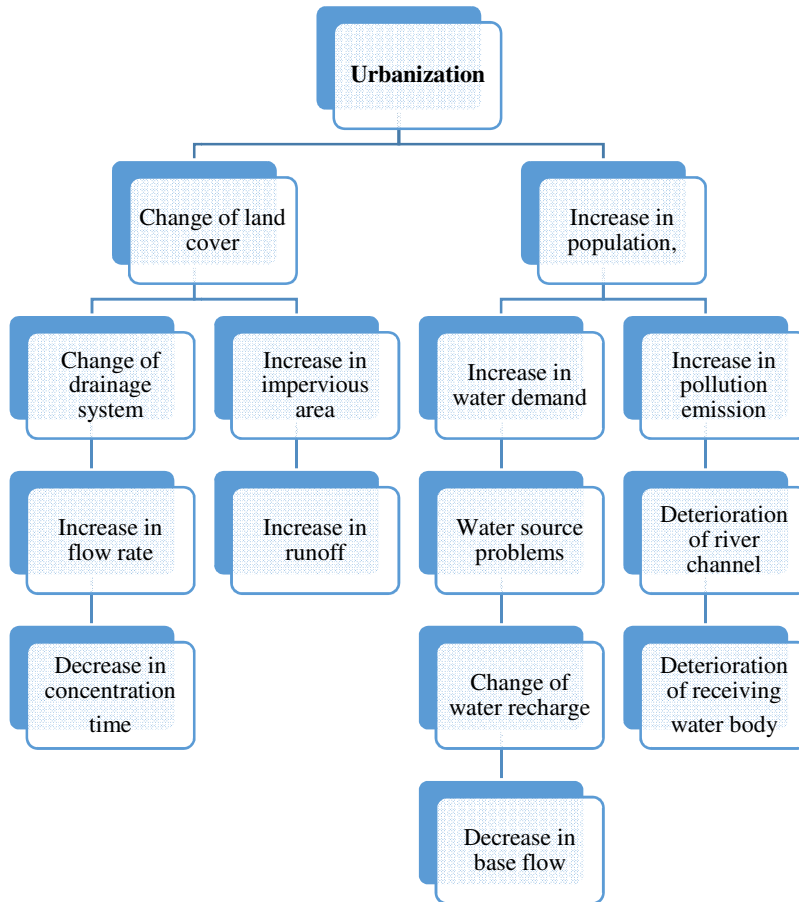 Urbanization
Change of land
cover
Increase in
population,
Change of
drainage
system
Increase in
impervious
area
Increase in
water demand
Increase in
pollution
emission
Increase in
flow rate
Increase in
runoff
Water source
problems
Deterioration
of river
channel
Decrease in
concentration
time
Change of
water recharge
Deterioration
of receiving
water body
Decrease in
base flow